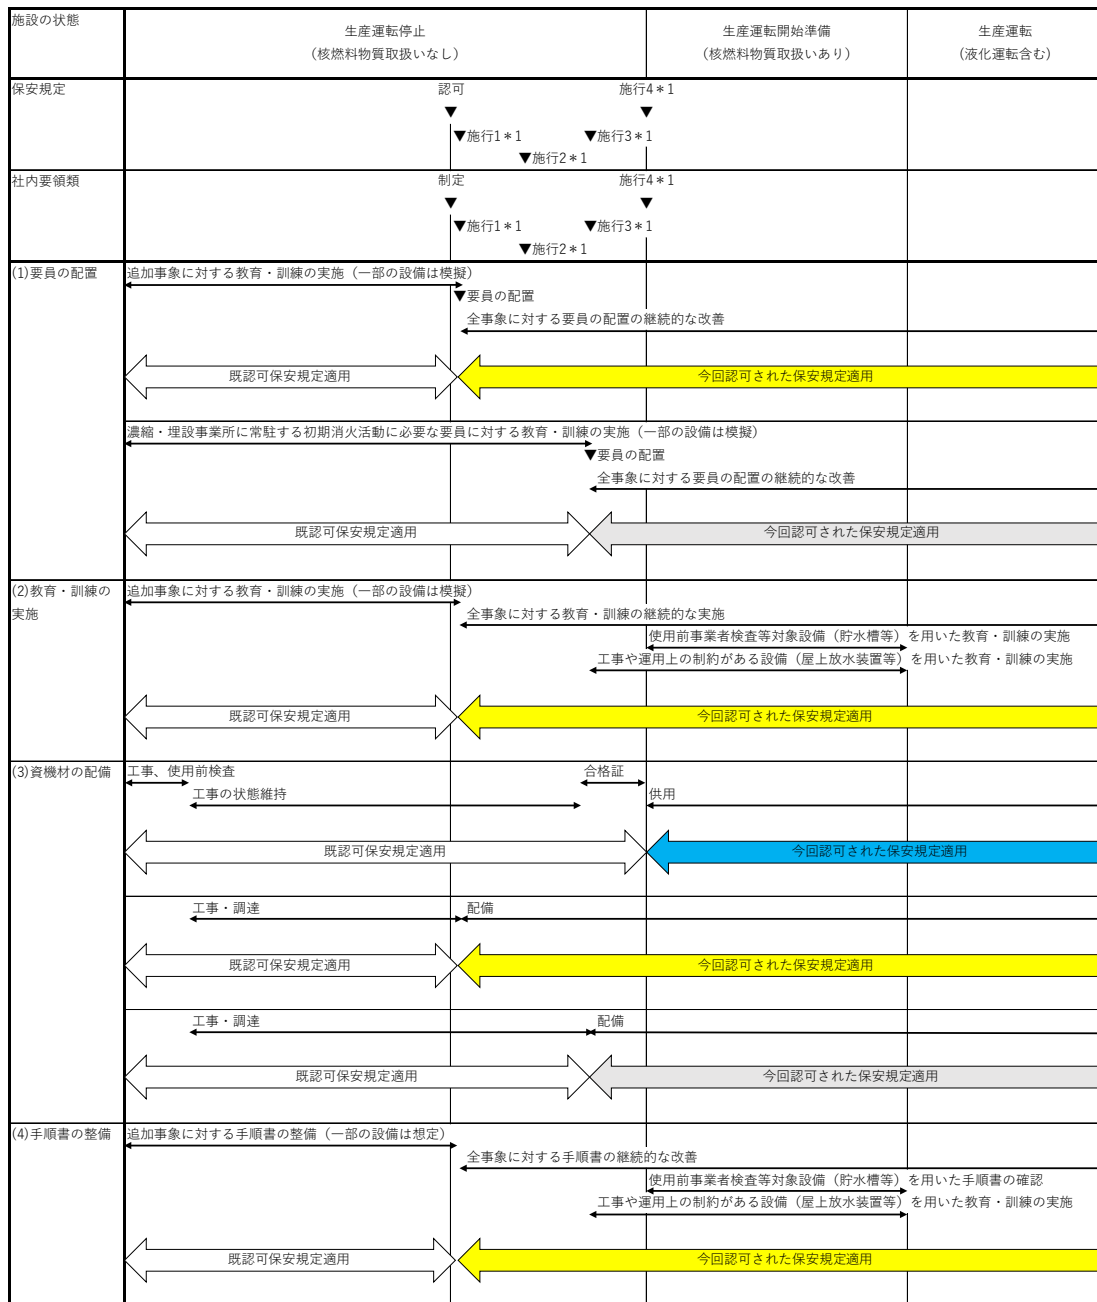 施設の状態
生産運転停止
(核燃料物質取扱いなし)
生産運転開始準備
(核燃料物質取扱いあり)
生産運転
(液化運転含む)
保安規定
認可
施行4＊1
▼
▼
▼施行1＊1
▼施行3＊1
▼施行2＊1
社内要領類
制定
施行4＊1
▼
▼
▼施行1＊1
▼施行3＊1
▼施行2＊1
(1)要員の配置
追加事象に対する教育・訓練の実施（一部の設備は模擬）
▼要員の配置
全事象に対する要員の配置の継続的な改善
既認可保安規定適用
今回認可された保安規定適用
濃縮・埋設事業所に常駐する初期消火活動に必要な要員に対する教育・訓練の実施（一部の設備は模擬）
▼要員の配置
全事象に対する要員の配置の継続的な改善
既認可保安規定適用
今回認可された保安規定適用
(2)教育・訓練の
実施
追加事象に対する教育・訓練の実施（一部の設備は模擬）
全事象に対する教育・訓練の継続的な実施
使用前事業者検査等対象設備（貯水槽等）を用いた教育・訓練の実施
工事や運用上の制約がある設備（屋上放水装置等）を用いた教育・訓練の実施
既認可保安規定適用
今回認可された保安規定適用
(3)資機材の配備
工事、使用前検査
合格証
工事の状態維持
供用
既認可保安規定適用
今回認可された保安規定適用
工事・調達
配備
既認可保安規定適用
今回認可された保安規定適用
工事・調達
配備
既認可保安規定適用
今回認可された保安規定適用
(4)手順書の整備
追加事象に対する手順書の整備（一部の設備は想定）
全事象に対する手順書の継続的な改善
使用前事業者検査等対象設備（貯水槽等）を用いた手順書の確認
工事や運用上の制約がある設備（屋上放水装置等）を用いた教育・訓練の実施
既認可保安規定適用
今回認可された保安規定適用